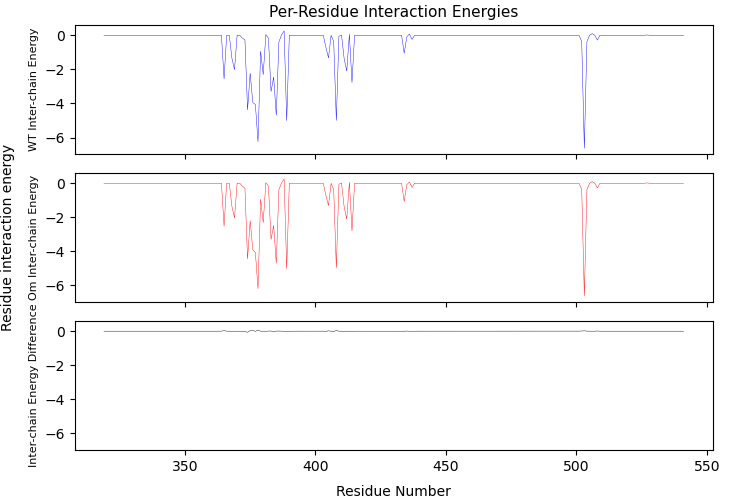 Per-Residue Interaction Energies
Residue interaction energy
WT Inter-chain Energy
0
−2
−4
−6
Om Inter-chain Energy
0
−2
−4
−6
Inter-chain Energy Difference
0
−2
−4
−6
350
400
450
500
550
Residue Number